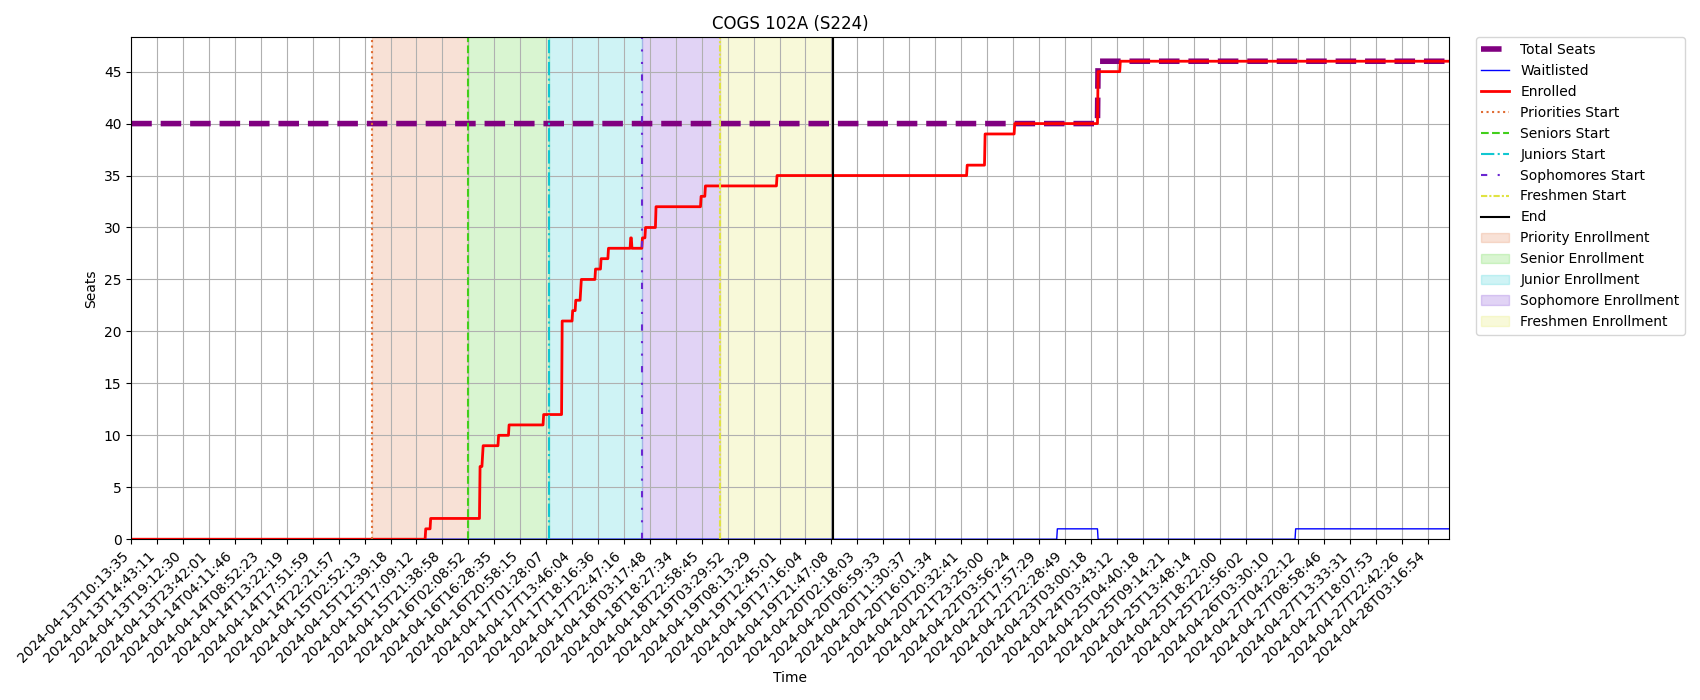 COGS 102A (S224)
Seats
45
40
35
30
25
20
15
10
5
0
2024-04-13T10:13:35
2024-04-13T14:43:11
2024-04-13T19:12:30
2024-04-13T23:42:01
2024-04-14T04:11:46
2024-04-14T08:52:23
2024-04-14T13:22:19
2024-04-14T17:51:59
2024-04-14T22:21:57
2024-04-15T02:52:13
2024-04-15T12:39:18
2024-04-15T17:09:12
2024-04-15T21:38:58
2024-04-16T02:08:52
2024-04-16T16:28:35
2024-04-16T20:58:15
2024-04-17T01:28:07
2024-04-17T13:46:04
2024-04-17T18:16:36
2024-04-17T22:47:16
2024-04-18T03:17:48
2024-04-18T18:27:34
2024-04-18T22:58:45
2024-04-19T03:29:52
2024-04-19T08:13:29
2024-04-19T12:45:01
2024-04-19T17:16:04
2024-04-19T21:47:08
2024-04-20T02:18:03
2024-04-20T06:59:33
2024-04-20T11:30:37
2024-04-20T16:01:34
2024-04-20T20:32:41
2024-04-21T23:25:00
2024-04-22T03:56:24
2024-04-22T17:57:29
2024-04-22T22:28:49
2024-04-23T03:00:18
2024-04-24T03:43:12
2024-04-25T04:40:18
2024-04-25T09:14:21
2024-04-25T13:48:14
2024-04-25T18:22:00
2024-04-25T22:56:02
2024-04-26T03:30:10
2024-04-27T04:22:12
2024-04-27T08:58:46
2024-04-27T13:33:31
2024-04-27T18:07:53
2024-04-27T22:42:26
2024-04-28T03:16:54
Time
Total Seats
Waitlisted
Enrolled
Priorities Start
Seniors Start
Juniors Start
Sophomores Start
Freshmen Start
End
Priority Enrollment
Senior Enrollment
Junior Enrollment
Sophomore Enrollment
Freshmen Enrollment